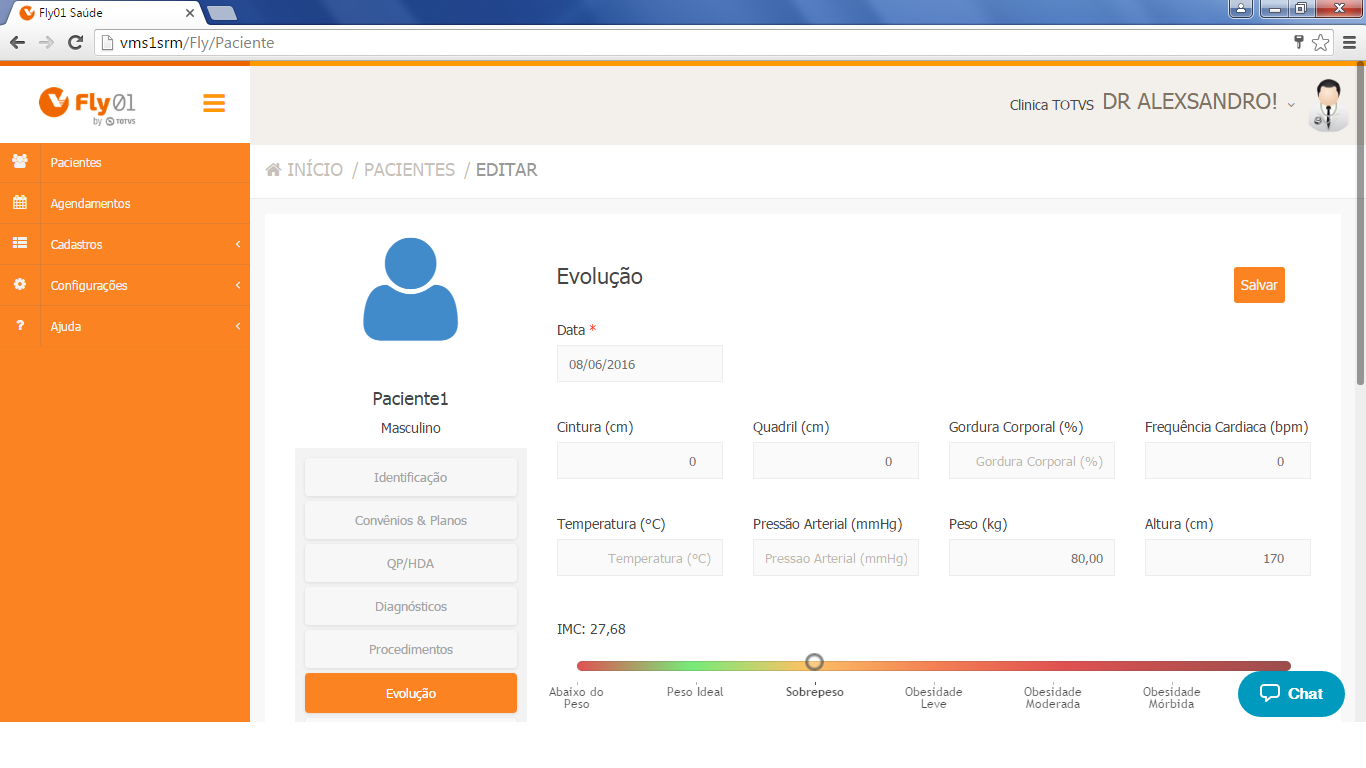 Fly01 Saúde
vms1srm/Fly/Paciente
Fly01
by TOTVS
Clinica TOTVS DR ALEXSANDRO!
Pacientes
Agendamentos
Cadastros
Configurações
Ajuda
INÍCIO / PACIENTES / EDITAR
Paciente1
Masculino
Identificação
Convênios & Planos
QP/HDA
Diagnósticos
Procedimentos
Evolução
Evolução
Salvar
Data *
08/06/2016
Cintura (cm) Quadril (cm) Gordura Corporal (%) Frequência Cardiaca (bpm)
0 0 Gordura Corporal (%) 0
Temperatura (°C) Pressão Arterial (mmHg) Peso (kg) Altura (cm)
Temperatura (°C) Pressao Arterial (mmHg) 80,00 170
IMC: 27,68
Abaixo do Peso Ideal Sobrepeso Obesidade Obesidade Obesidade
Peso Leve Moderada Mórbida
Chat